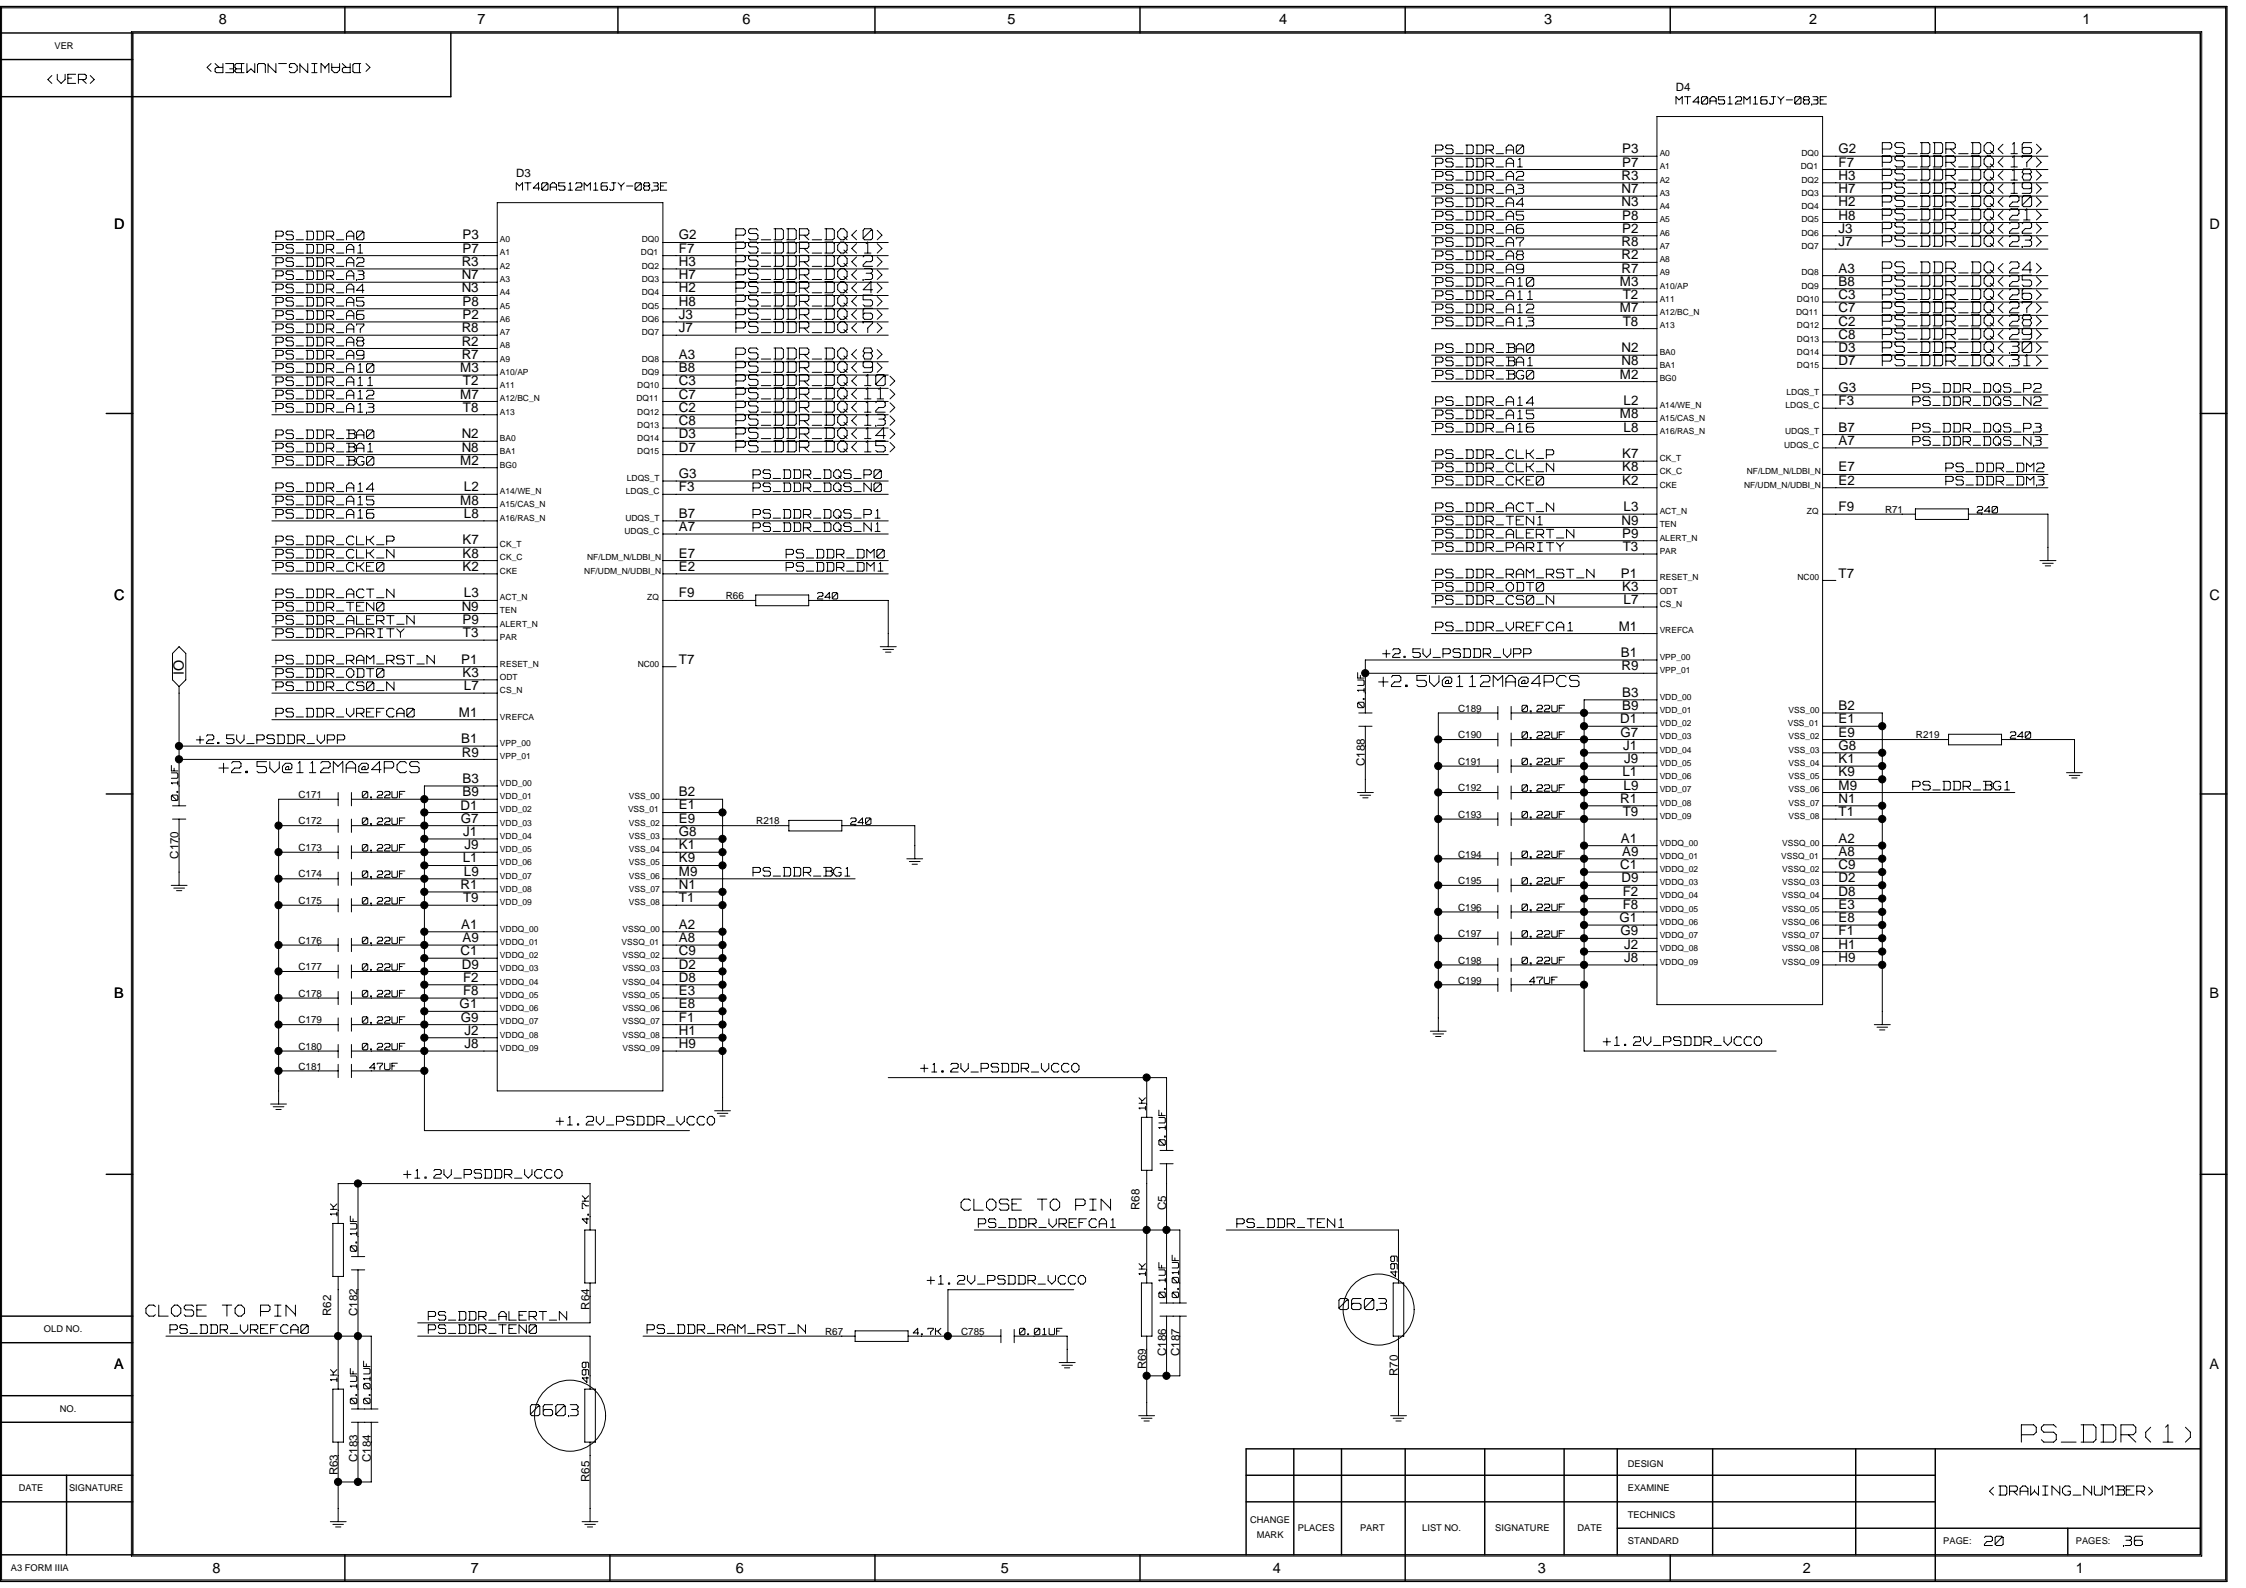 8 7 6 5 4 3 2 1
VER
<VER>
<DRAWING_NUMBER>
D
C
B
A
OLD NO.
NO.
DATE SIGNATURE
A3 FORM IIIA
D3
MT40A512M16JY-083E
PS_DDR_A0 P3 A0
PS_DDR_A1 P7 A1
PS_DDR_A2 R3 A2
PS_DDR_A3 N7 A3
PS_DDR_A4 N3 A4
PS_DDR_A5 P8 A5
PS_DDR_A6 P2 A6
PS_DDR_A7 R8 A7
PS_DDR_A8 R2 A8
PS_DDR_A9 R7 A9
PS_DDR_A10 M3 A10/AP
PS_DDR_A11 T2 A11
PS_DDR_A12 M7 A12/BC_N
PS_DDR_A13 T8 A13
PS_DDR_BA0 N2 BA0
PS_DDR_BA1 N8 BA1
PS_DDR_BG0 M2 BG0
PS_DDR_A14 L2 A14/WE_N
PS_DDR_A15 M8 A15/CAS_N
PS_DDR_A16 L8 A16/RAS_N
PS_DDR_CLK_P K7 CK_T
PS_DDR_CLK_N K8 CK_C
PS_DDR_CKE0 K2 CKE
PS_DDR_ACT_N L3 ACT_N
PS_DDR_TEN0 N9 TEN
PS_DDR_ALERT_N P9 ALERT_N
PS_DDR_PARITY T3 PAR
PS_DDR_RAM_RST_N P1 RESET_N
PS_DDR_ODT0 K3 ODT
PS_DDR_CS0_N L7 CS_N
PS_DDR_VREFCA0 M1 VREFCA
IO
+2.5V_PSDDR_VPP B1 VPP_00
R9 VPP_01
+2.5V@112MA@4PCS
0.1UF
C170
B3 VDD_00
C171 0.22UF B9 VDD_01
D1 VDD_02
C172 0.22UF G7 VDD_03
J1 VDD_04
C173 0.22UF J9 VDD_05
L1 VDD_06
C174 0.22UF L9 VDD_07
R1 VDD_08
C175 0.22UF T9 VDD_09
A1 VDDQ_00
C176 0.22UF A9 VDDQ_01
C1 VDDQ_02
C177 0.22UF D9 VDDQ_03
F2 VDDQ_04
C178 0.22UF F8 VDDQ_05
G1 VDDQ_06
C179 0.22UF G9 VDDQ_07
J2 VDDQ_08
C180 0.22UF J8 VDDQ_09
C181 47UF
+1.2V_PSDDR_VCCO
DQ0 G2 PS_DDR_DQ<0>
DQ1 F7 PS_DDR_DQ<1>
DQ2 H3 PS_DDR_DQ<2>
DQ3 H7 PS_DDR_DQ<3>
DQ4 H2 PS_DDR_DQ<4>
DQ5 H8 PS_DDR_DQ<5>
DQ6 J3 PS_DDR_DQ<6>
DQ7 J7 PS_DDR_DQ<7>
DQ8 A3 PS_DDR_DQ<8>
DQ9 B8 PS_DDR_DQ<9>
DQ10 C3 PS_DDR_DQ<10>
DQ11 C7 PS_DDR_DQ<11>
DQ12 C2 PS_DDR_DQ<12>
DQ13 C8 PS_DDR_DQ<13>
DQ14 D3 PS_DDR_DQ<14>
DQ15 D7 PS_DDR_DQ<15>
LDQS_T G3 PS_DDR_DQS_P0
LDQS_C F3 PS_DDR_DQS_N0
UDQS_T B7 PS_DDR_DQS_P1
UDQS_C A7 PS_DDR_DQS_N1
NF/LDM_N/LDBI_N E7 PS_DDR_DM0
NF/UDM_N/UDBI_N E2 PS_DDR_DM1
ZQ F9 R66 240
NC00 T7
VSS_00 B2
VSS_01 E1
VSS_02 E9 R218 240
VSS_03 G8
VSS_04 K1
VSS_05 K9
VSS_06 M9 PS_DDR_BG1
VSS_07 N1
VSS_08 T1
VSSQ_00 A2
VSSQ_01 A8
VSSQ_02 C9
VSSQ_03 D2
VSSQ_04 D8
VSSQ_05 E3
VSSQ_06 E8
VSSQ_07 F1
VSSQ_08 H1
VSSQ_09 H9
D4
MT40A512M16JY-083E
PS_DDR_A0 P3 A0
PS_DDR_A1 P7 A1
PS_DDR_A2 R3 A2
PS_DDR_A3 N7 A3
PS_DDR_A4 N3 A4
PS_DDR_A5 P8 A5
PS_DDR_A6 P2 A6
PS_DDR_A7 R8 A7
PS_DDR_A8 R2 A8
PS_DDR_A9 R7 A9
PS_DDR_A10 M3 A10/AP
PS_DDR_A11 T2 A11
PS_DDR_A12 M7 A12/BC_N
PS_DDR_A13 T8 A13
PS_DDR_BA0 N2 BA0
PS_DDR_BA1 N8 BA1
PS_DDR_BG0 M2 BG0
PS_DDR_A14 L2 A14/WE_N
PS_DDR_A15 M8 A15/CAS_N
PS_DDR_A16 L8 A16/RAS_N
PS_DDR_CLK_P K7 CK_T
PS_DDR_CLK_N K8 CK_C
PS_DDR_CKE0 K2 CKE
PS_DDR_ACT_N L3 ACT_N
PS_DDR_TEN1 N9 TEN
PS_DDR_ALERT_N P9 ALERT_N
PS_DDR_PARITY T3 PAR
PS_DDR_RAM_RST_N P1 RESET_N
PS_DDR_ODT0 K3 ODT
PS_DDR_CS0_N L7 CS_N
PS_DDR_VREFCA1 M1 VREFCA
+2.5V_PSDDR_VPP B1 VPP_00
R9 VPP_01
+2.5V@112MA@4PCS
0.1UF
C188
B3 VDD_00
C189 0.22UF B9 VDD_01
D1 VDD_02
C190 0.22UF G7 VDD_03
J1 VDD_04
C191 0.22UF J9 VDD_05
L1 VDD_06
C192 0.22UF L9 VDD_07
R1 VDD_08
C193 0.22UF T9 VDD_09
A1 VDDQ_00
C194 0.22UF A9 VDDQ_01
C1 VDDQ_02
C195 0.22UF D9 VDDQ_03
F2 VDDQ_04
C196 0.22UF F8 VDDQ_05
G1 VDDQ_06
C197 0.22UF G9 VDDQ_07
J2 VDDQ_08
C198 0.22UF J8 VDDQ_09
C199 47UF
+1.2V_PSDDR_VCCO
DQ0 G2 PS_DDR_DQ<16>
DQ1 F7 PS_DDR_DQ<17>
DQ2 H3 PS_DDR_DQ<18>
DQ3 H7 PS_DDR_DQ<19>
DQ4 H2 PS_DDR_DQ<20>
DQ5 H8 PS_DDR_DQ<21>
DQ6 J3 PS_DDR_DQ<22>
DQ7 J7 PS_DDR_DQ<23>
DQ8 A3 PS_DDR_DQ<24>
DQ9 B8 PS_DDR_DQ<25>
DQ10 C3 PS_DDR_DQ<26>
DQ11 C7 PS_DDR_DQ<27>
DQ12 C2 PS_DDR_DQ<28>
DQ13 C8 PS_DDR_DQ<29>
DQ14 D3 PS_DDR_DQ<30>
DQ15 D7 PS_DDR_DQ<31>
LDQS_T G3 PS_DDR_DQS_P2
LDQS_C F3 PS_DDR_DQS_N2
UDQS_T B7 PS_DDR_DQS_P3
UDQS_C A7 PS_DDR_DQS_N3
NF/LDM_N/LDBI_N E7 PS_DDR_DM2
NF/UDM_N/UDBI_N E2 PS_DDR_DM3
ZQ F9 R71 240
NC00 T7
VSS_00 B2
VSS_01 E1
VSS_02 E9 R219 240
VSS_03 G8
VSS_04 K1
VSS_05 K9
VSS_06 M9 PS_DDR_BG1
VSS_07 N1
VSS_08 T1
VSSQ_00 A2
VSSQ_01 A8
VSSQ_02 C9
VSSQ_03 D2
VSSQ_04 D8
VSSQ_05 E3
VSSQ_06 E8
VSSQ_07 F1
VSSQ_08 H1
VSSQ_09 H9
+1.2V_PSDDR_VCCO
R62 1K
C182 0.1UF
R64 4.7K
CLOSE TO PIN
PS_DDR_VREFCA0
R63 1K
C183 0.1UF
C184 0.01UF
PS_DDR_ALERT_N
PS_DDR_TEN0
0603
R65 499
PS_DDR_RAM_RST_N R67 4.7K C785 0.01UF
+1.2V_PSDDR_VCCO
+1.2V_PSDDR_VCCO
R68 1K
C5 0.1UF
CLOSE TO PIN
PS_DDR_VREFCA1
R69 1K
C186 0.1UF
C187 0.01UF
PS_DDR_TEN1
0603
R70 499
PS_DDR(1)
DESIGN
EXAMINE
TECHNICS
STANDARD
CHANGE MARK PLACES PART LIST NO. SIGNATURE DATE
<DRAWING_NUMBER>
PAGE: 20 PAGES: 36
D
C
B
A
8 7 6 5 4 3 2 1